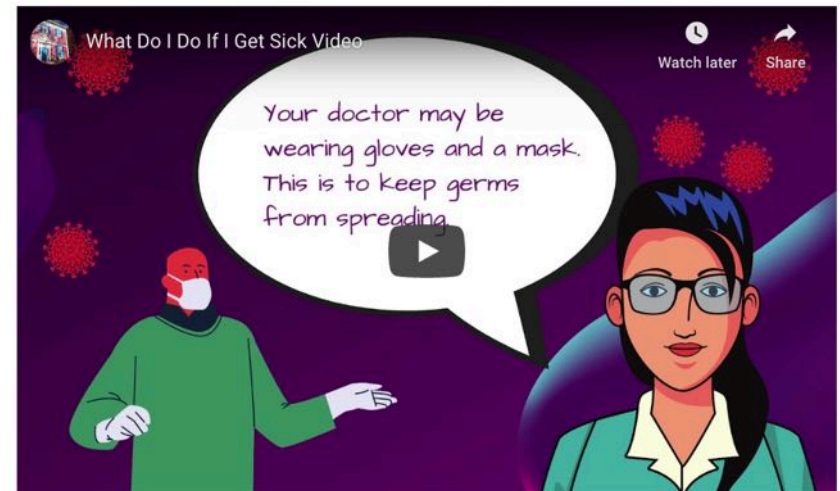 What Do I Do If I Get Sick Video
Watch later
Share
Your doctor may be
wearing gloves and a mask.
This is to keep germs
from spreading.